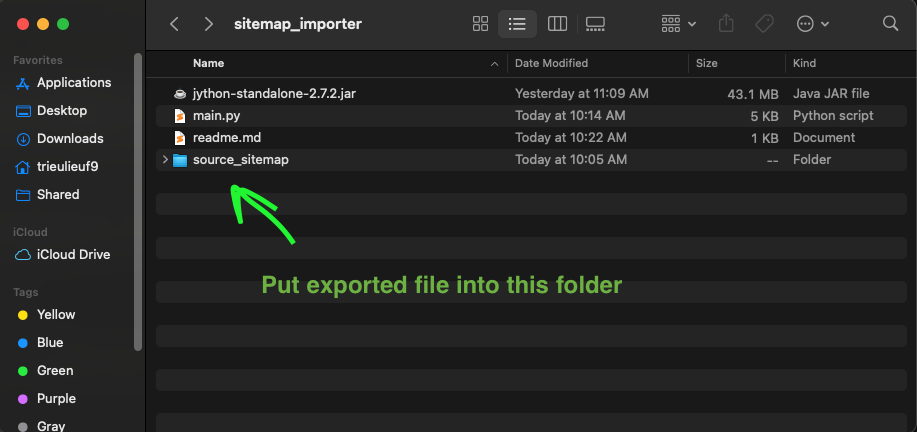 sitemap_importer
Favorites
Applications
Desktop
Downloads
trieulieuf9
Shared
iCloud
iCloud Drive
Tags
Yellow
Blue
Green
Purple
Gray
Name Date Modified Size Kind
jython-standalone-2.7.2.jar Yesterday at 11:09 AM 43.1 MB Java JAR file
main.py Today at 10:14 AM 5 KB Python script
readme.md Today at 10:22 AM 1 KB Document
source_sitemap Today at 10:05 AM -- Folder
Put exported file into this folder